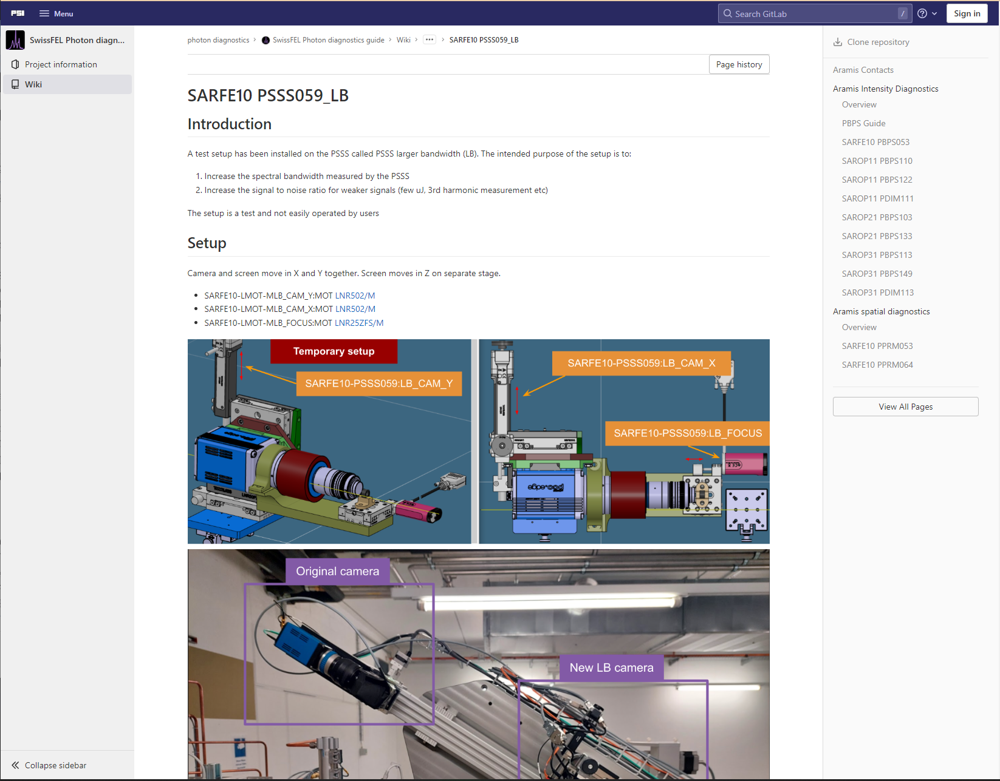 PSI
Menu
Search GitLab
/
Sign in
SwissFEL Photon diagn...
Project information
Wiki
Collapse sidebar
photon diagnostics › SwissFEL Photon diagnostics guide › Wiki › ••• › SARFE10 PSSS059_LB
Page history
SARFE10 PSSS059_LB
Introduction
A test setup has been installed on the PSSS called PSSS larger bandwidth (LB). The intended purpose of the setup is to:
1. Increase the spectral bandwidth measured by the PSSS
2. Increase the signal to noise ratio for weaker signals (few uJ, 3rd harmonic measurement etc)
The setup is a test and not easily operated by users
Setup
Camera and screen move in X and Y together. Screen moves in Z on separate stage.
• SARFE10-LMOT-MLB_CAM_Y:MOT LNR502/M
• SARFE10-LMOT-MLB_CAM_X:MOT LNR502/M
• SARFE10-LMOT-MLB_FOCUS:MOT LNR25ZFS/M
Temporary setup
SARFE10-PSSS059:LB_CAM_Y
SARFE10-PSSS059:LB_CAM_X
SARFE10-PSSS059:LB_FOCUS
pco.edge
pco.edge
Original camera
New LB camera
Clone repository
Aramis Contacts
Aramis Intensity Diagnostics
Overview
PBPS Guide
SARFE10 PBPS053
SAROP11 PBPS110
SAROP11 PBPS122
SAROP11 PDIM111
SAROP21 PBPS103
SAROP21 PBPS133
SAROP31 PBPS113
SAROP31 PBPS149
SAROP31 PDIM113
Aramis spatial diagnostics
Overview
SARFE10 PPRM053
SARFE10 PPRM064
View All Pages